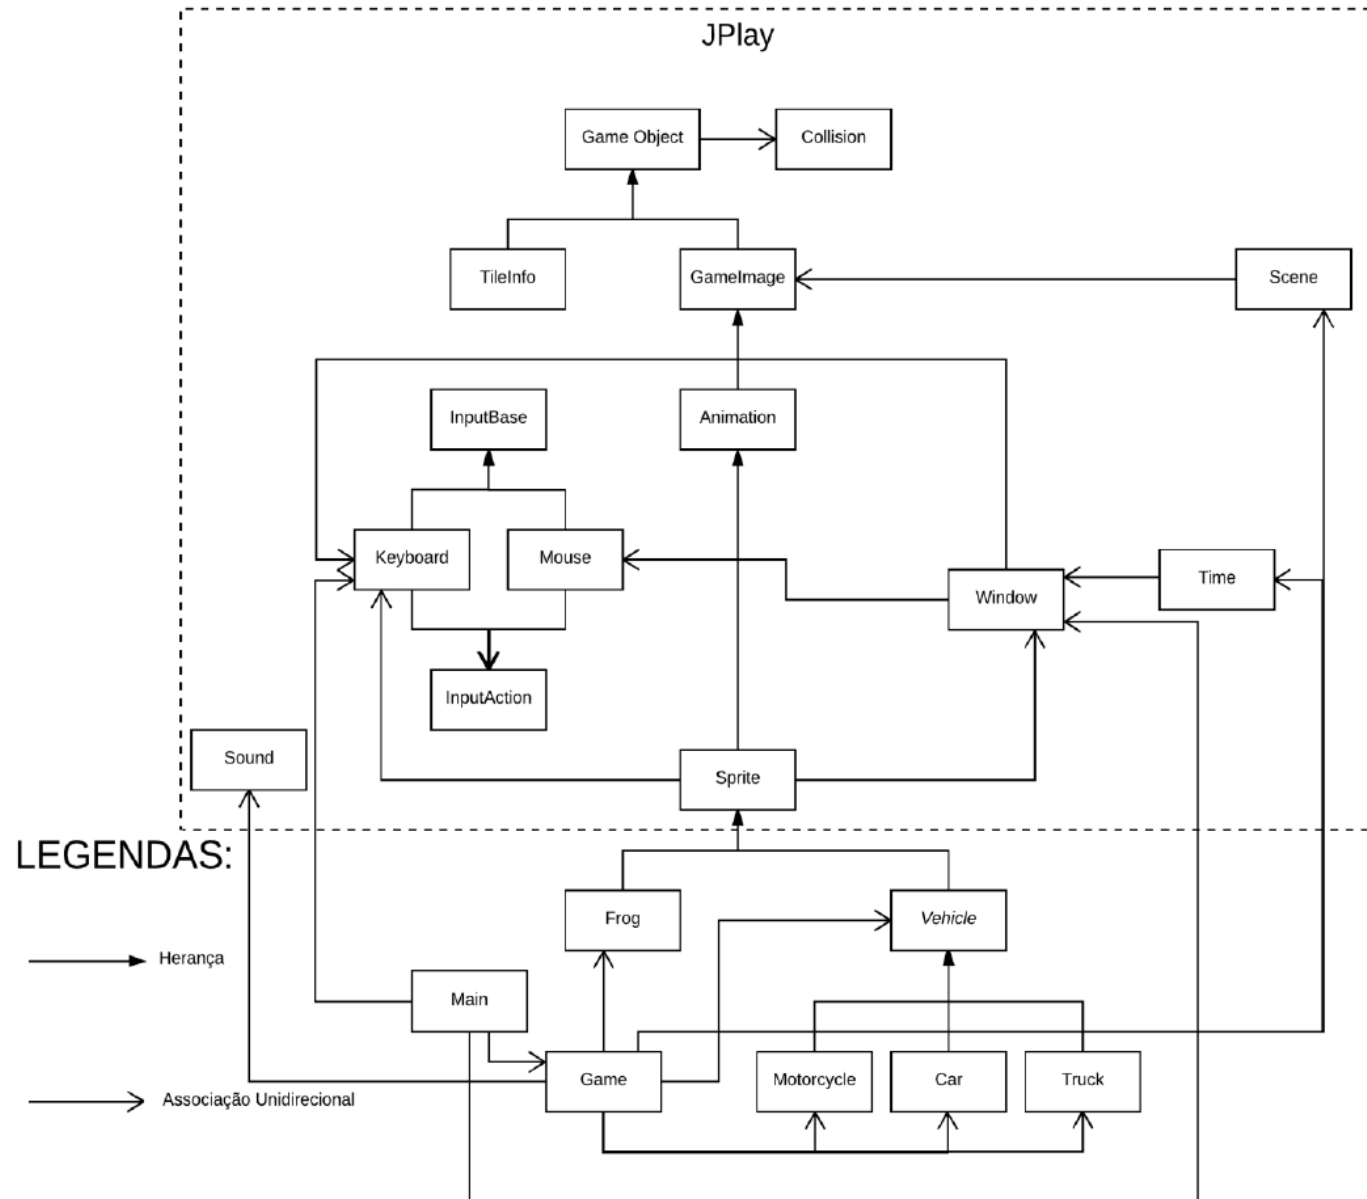 JPlay
Game Object
Collision
TileInfo
GameImage
Scene
InputBase
Animation
Keyboard
Mouse
Window
Time
InputAction
Sound
Sprite
LEGENDAS:
Frog
Vehicle
Herança
Main
Game
Motorcycle
Car
Truck
Associação Unidirecional